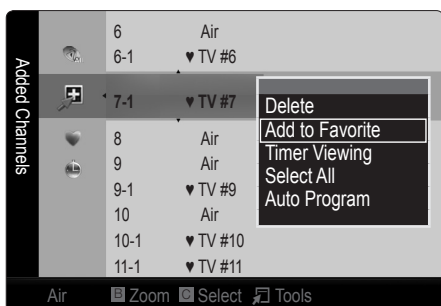 Added Channels
6 Air
6-1 ♥ TV #6
7-1 ♥ TV #7
8 Air
9 Air
9-1 ♥ TV #9
10 Air
10-1 ♥ TV #10
11-1 ♥ TV #11
Delete
Add to Favorite
Timer Viewing
Select All
Auto Program
Air B Zoom C Select Tools